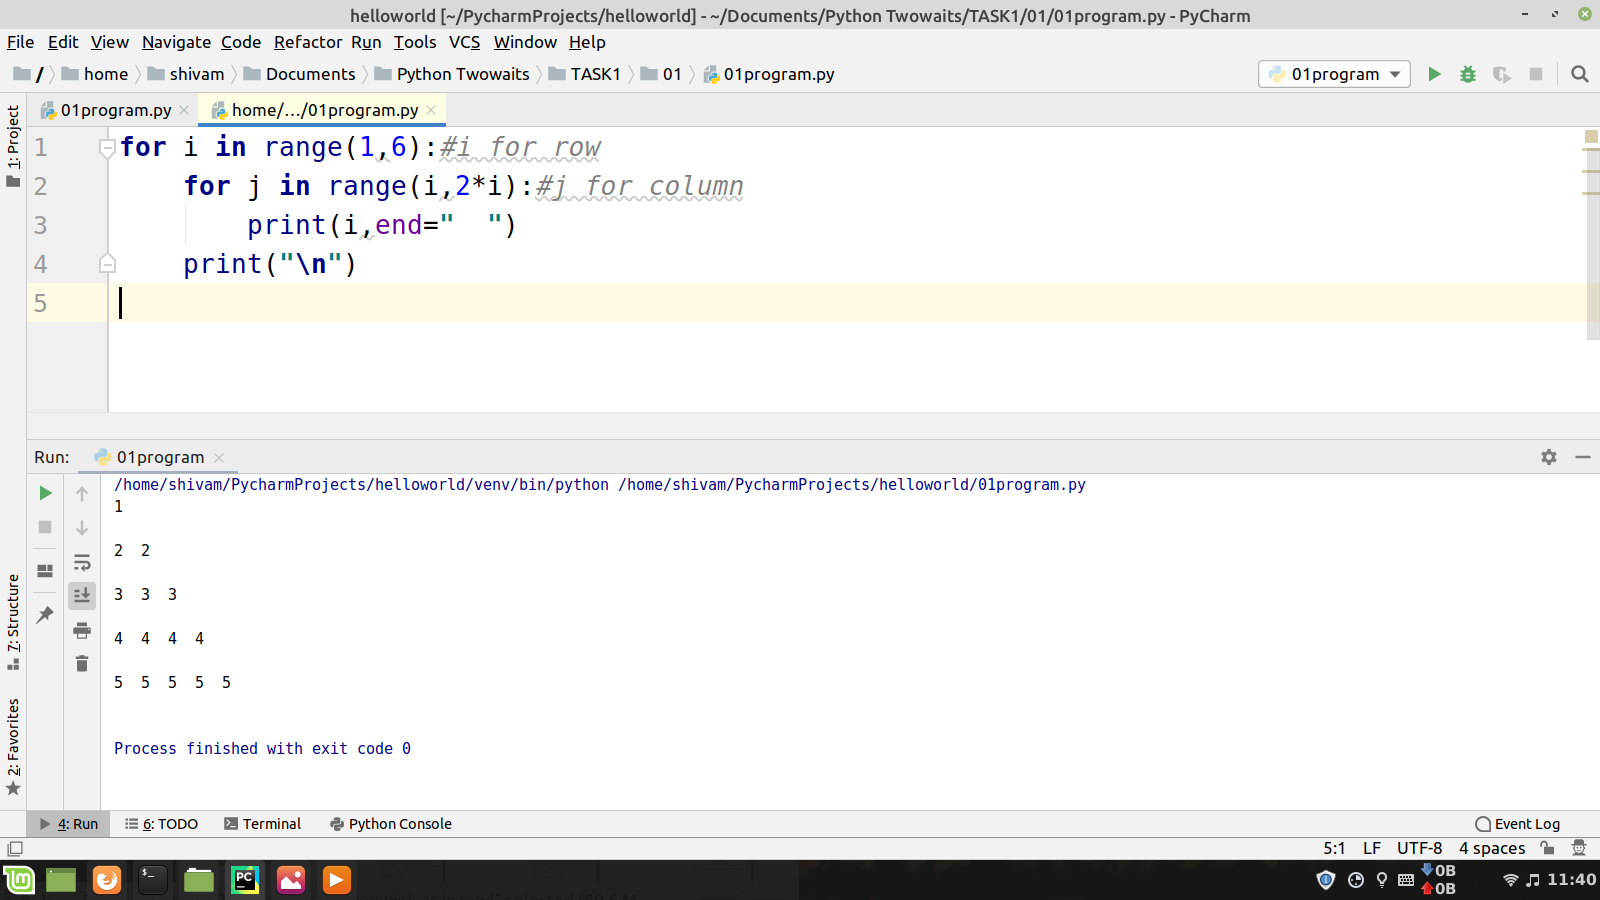 helloworld [~/PycharmProjects/helloworld] - ~/Documents/Python Twowaits/TASK1/01/01program.py - PyCharm
File Edit View Navigate Code Refactor Run Tools VCS Window Help
/ home shivam Documents Python Twowaits TASK1 01 01program.py 01program
1: Project
01program.py home/…/01program.py
1 for i in range(1,6):#i for row
2     for j in range(i,2*i):#j for column
3         print(i,end="  ")
4     print("\n")
5
Run: 01program
/home/shivam/PycharmProjects/helloworld/venv/bin/python /home/shivam/PycharmProjects/helloworld/01program.py
1
2  2
3  3  3
4  4  4  4
5  5  5  5  5
Process finished with exit code 0
7: Structure
2: Favorites
4: Run 6: TODO Terminal Python Console Event Log
5:1 LF UTF-8 4 spaces
PC 0B
0B
11:40